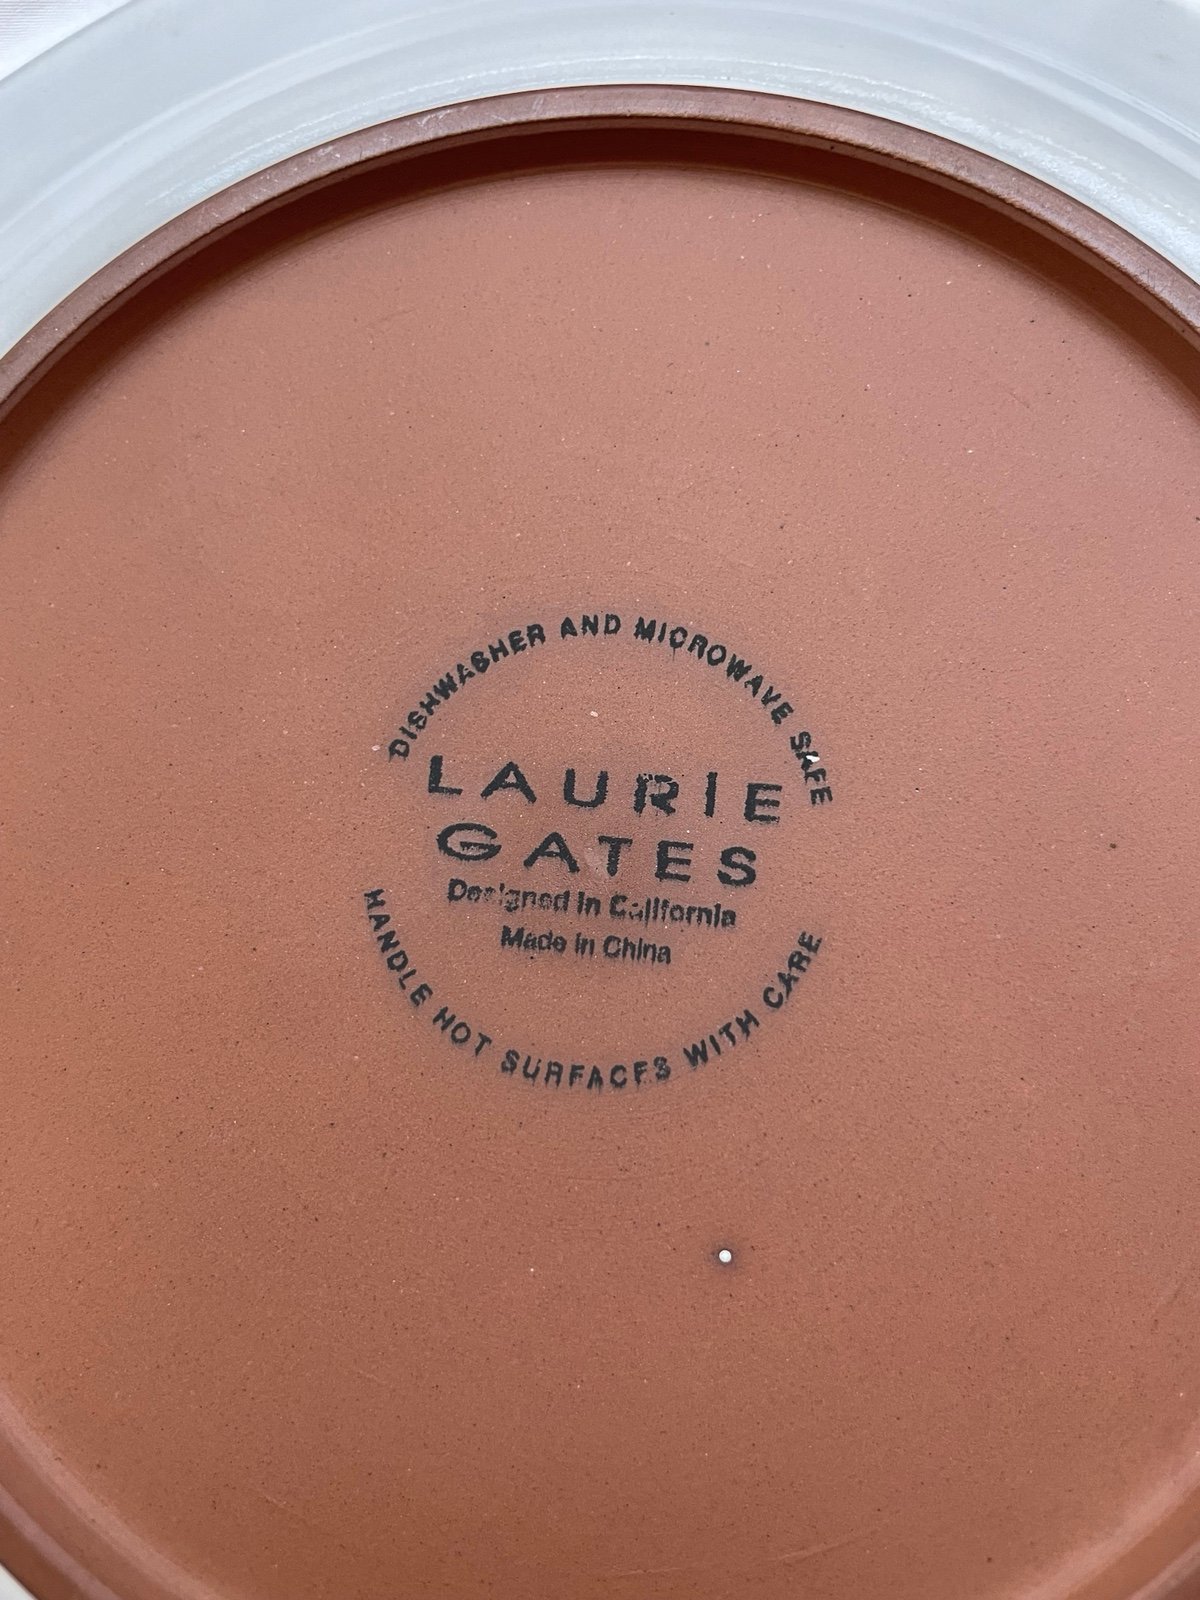 DISHWASHER AND MICROWAVE SAFE
LAURIE
GATES
Designed in California
Made in China
HANDLE HOT SURFACES WITH CARE